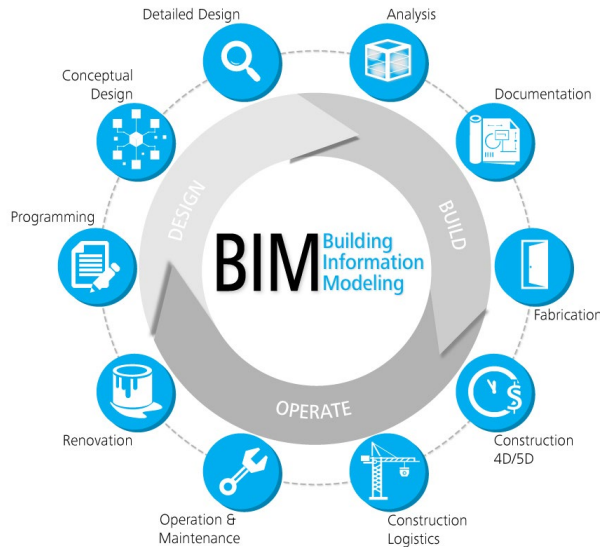 Detailed Design
Analysis
Conceptual
Design
Documentation
Programming
DESIGN
BUILD
BIM
Building
Information
Modeling
Fabrication
OPERATE
Renovation
Construction
4D/5D
Operation &
Maintenance
Construction
Logistics
$